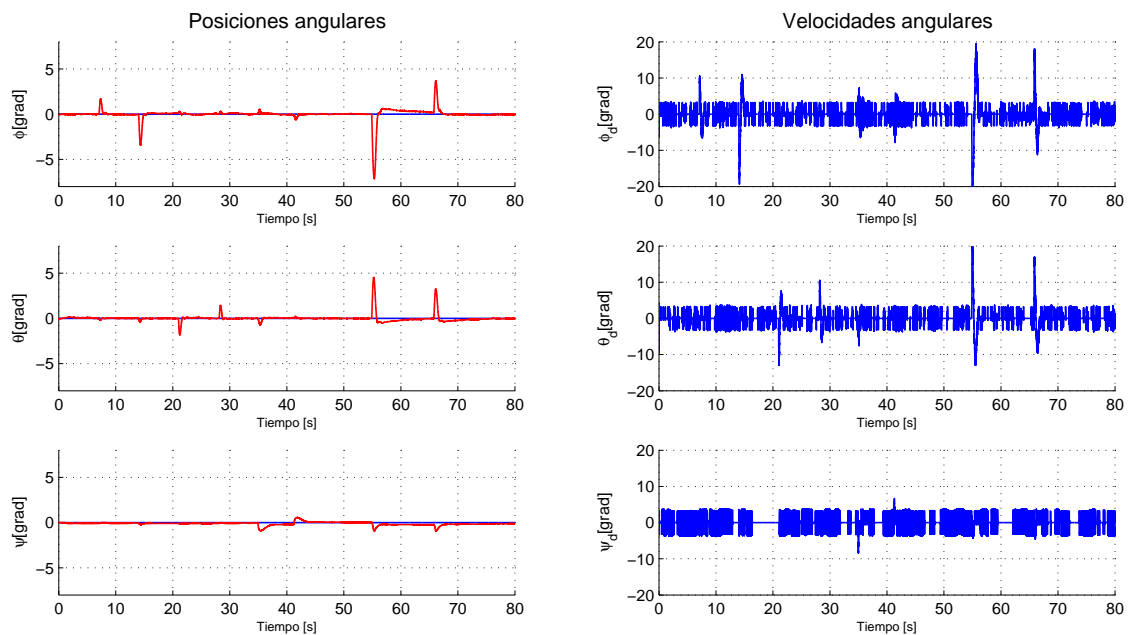 Posiciones angulares
5
0
−5
ϕ[grad]
0 10 20 30 40 50 60 70 80
Tiempo [s]
Velocidades angulares
20
10
0
−10
−20
ϕd[grad]
0 10 20 30 40 50 60 70 80
Tiempo [s]
5
0
−5
θ[grad]
0 10 20 30 40 50 60 70 80
Tiempo [s]
20
10
0
−10
−20
θd[grad]
0 10 20 30 40 50 60 70 80
Tiempo [s]
5
0
−5
ψ[grad]
0 10 20 30 40 50 60 70 80
Tiempo [s]
20
10
0
−10
−20
ψd[grad]
0 10 20 30 40 50 60 70 80
Tiempo [s]